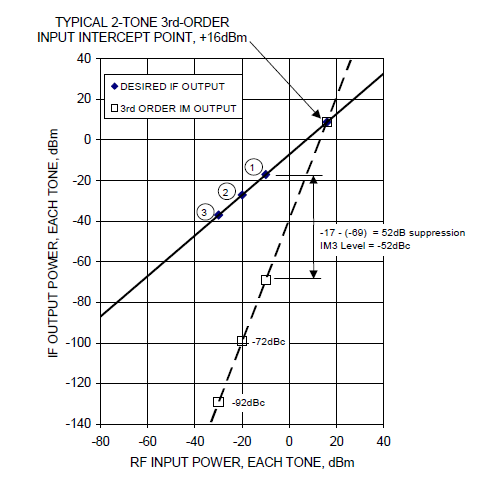 TYPICAL 2-TONE 3rd-ORDER
INPUT INTERCEPT POINT, +16dBm
40
20
0
-20
-40
-60
-80
-100
-120
-140
IF OUTPUT POWER, EACH TONE, dBm
DESIRED IF OUTPUT
3rd ORDER IM OUTPUT
1
2
3
-17 - (-69) = 52dB suppression
IM3 Level = -52dBc
-72dBc
-92dBc
-80 -60 -40 -20 0 20 40
RF INPUT POWER, EACH TONE, dBm